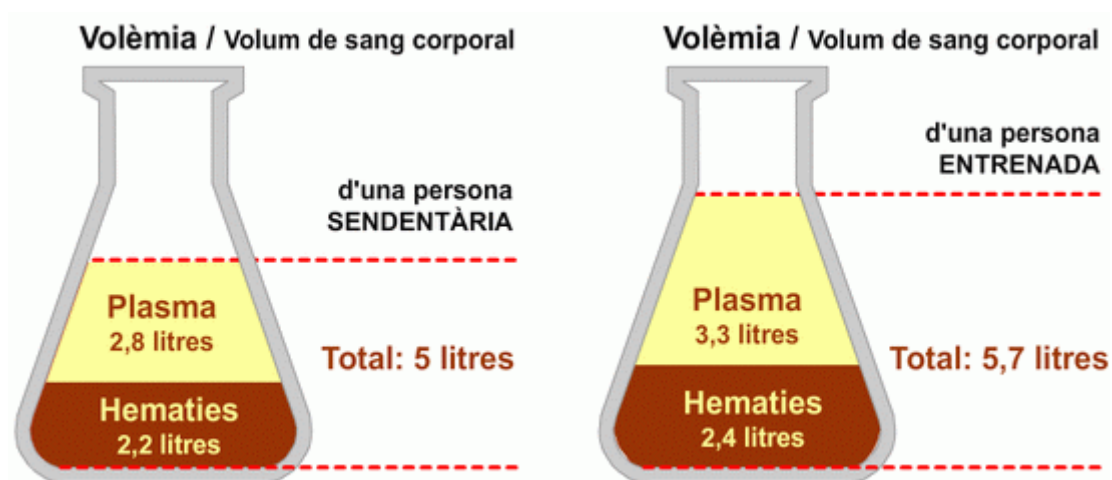 Volèmia / Volum de sang corporal
d'una persona
SENDENTÀRIA
Plasma
2,8 litres
Total: 5 litres
Hematies
2,2 litres
Volèmia / Volum de sang corporal
d'una persona
ENTRENADA
Plasma
3,3 litres
Total: 5,7 litres
Hematies
2,4 litres